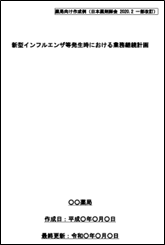 薬局向け作成例（日本薬剤師会 2020.2 一部改訂）
新型インフルエンザ等発生時における業務継続計画
〇〇薬局
作成日：平成〇年〇月〇日
最終更新：令和〇年〇月〇日